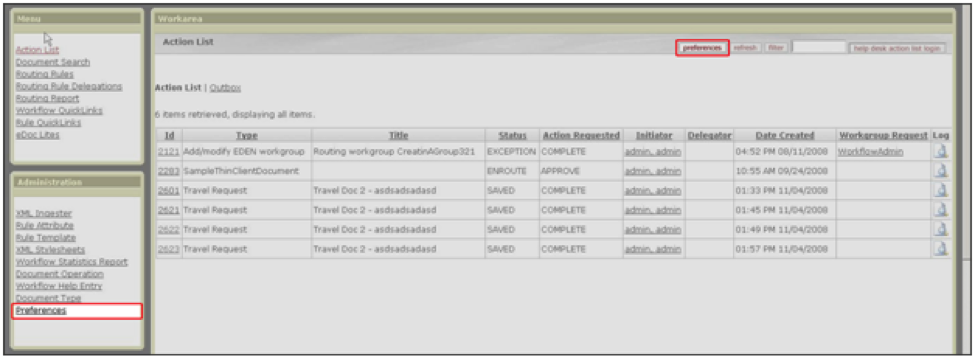 Menu
Action List
Document Search
Routing Rules
Routing Rule Delegations
Routing Report
Workflow QuickLinks
Rule QuickLinks
eDoc Lites
Administration
XML Ingester
Rule Attribute
Rule Template
XML Stylesheets
Workflow Statistics Report
Document Operation
Workflow Help Entry
Document Type
Preferences
Workarea
Action List
preferences refresh filter help desk action list login
Action List | Outbox
6 items retrieved, displaying all items.
Id Type Title Status Action Requested Initiator Delegator Date Created Workgroup Request Log
2121 Add/modify EDEN workgroup Routing workgroup CreatinAGroup321 EXCEPTION COMPLETE admin, admin 04:52 PM 08/11/2008 WorkflowAdmin
2283 SampleThinClientDocument ENROUTE APPROVE 10:55 AM 09/24/2008
2601 Travel Request Travel Doc 2 - asdsadsadasd SAVED COMPLETE admin, admin 01:33 PM 11/04/2008
2621 Travel Request Travel Doc 2 - asdsadsadasd SAVED COMPLETE admin, admin 01:45 PM 11/04/2008
2622 Travel Request Travel Doc 2 - asdsadsadasd SAVED COMPLETE admin, admin 01:49 PM 11/04/2008
2623 Travel Request Travel Doc 2 - asdsadsadasd SAVED COMPLETE admin, admin 01:57 PM 11/04/2008